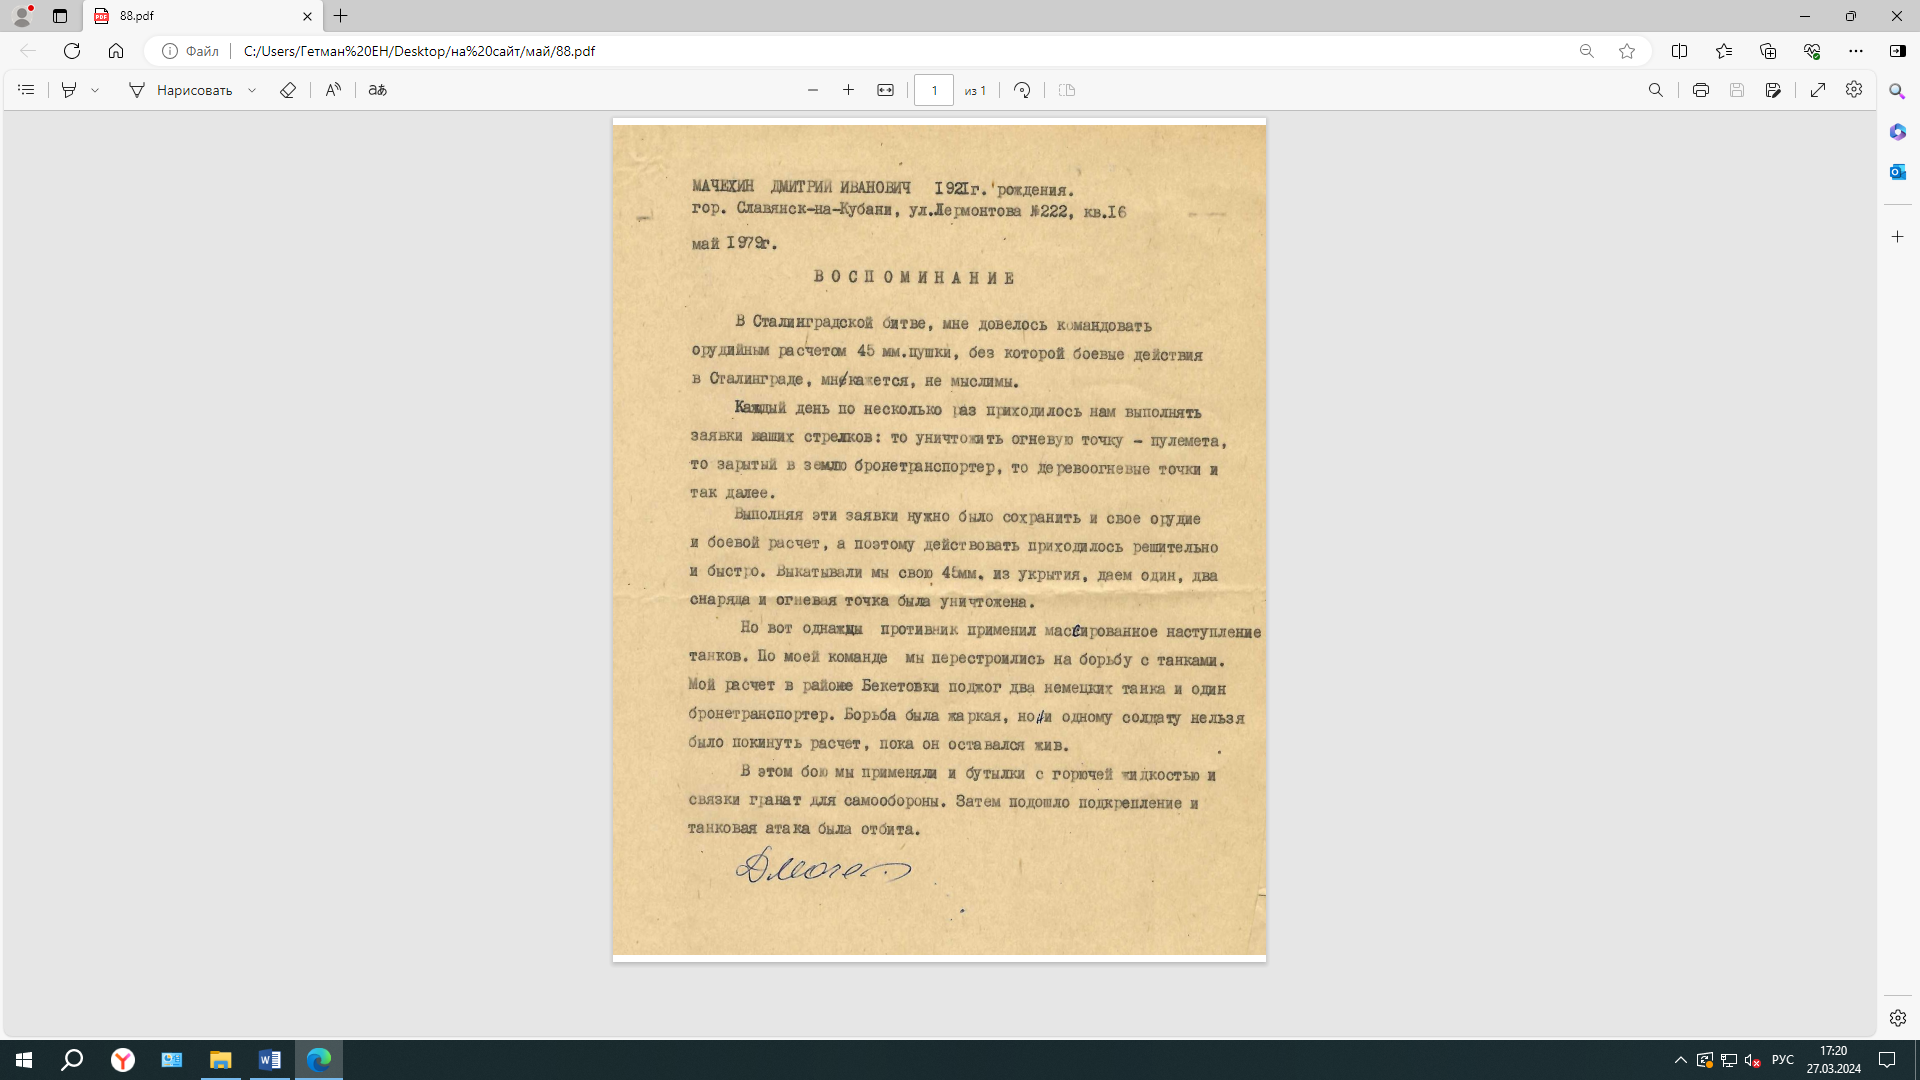 88.pdf
Файл
C:/Users/Гетман%20ЕН/Desktop/на%20сайт/май/88.pdf
Нарисовать
1
из 1
МАЧЕХИН ДМИТРИЙ ИВАНОВИЧ I92Iг. рождения.
гор. Славянск-на-Кубани, ул.Лермонтова №222, кв.I6
май I979г.
В О С П О М И Н А Н И Е
В Сталинградской битве, мне довелось командовать
орудийным расчетом 45 мм.пушки, без которой боевые действия
в Сталинграде, мне кажется, не мыслимы.
Каждый день по несколько раз приходилось нам выполнять
заявки наших стрелков: то уничтожить огневую точку - пулемета,
то зарытый в землю бронетранспортер, то деревоогневые точки и
так далее.
Выполняя эти заявки нужно было сохранить и свое орудие
и боевой расчет, а поэтому действовать приходилось решительно
и быстро. Выкатывали мы свою 45мм. из укрытия, даем один, два
снаряда и огневая точка была уничтожена.
Но вот однажды противник применил массированное наступление
танков. По моей команде мы перестроились на борьбу с танками.
Мой расчет в районе Бекетовки поджог два немецких танка и один
бронетранспортер. Борьба была жаркая, но ни одному солдату нельзя
было покинуть расчет, пока он оставался жив.
В этом бою мы применяли и бутылки с горючей жидкостью и
связки гранат для самообороны. Затем подошло подкрепление и
танковая атака была отбита.
РУС
17:20
27.03.2024